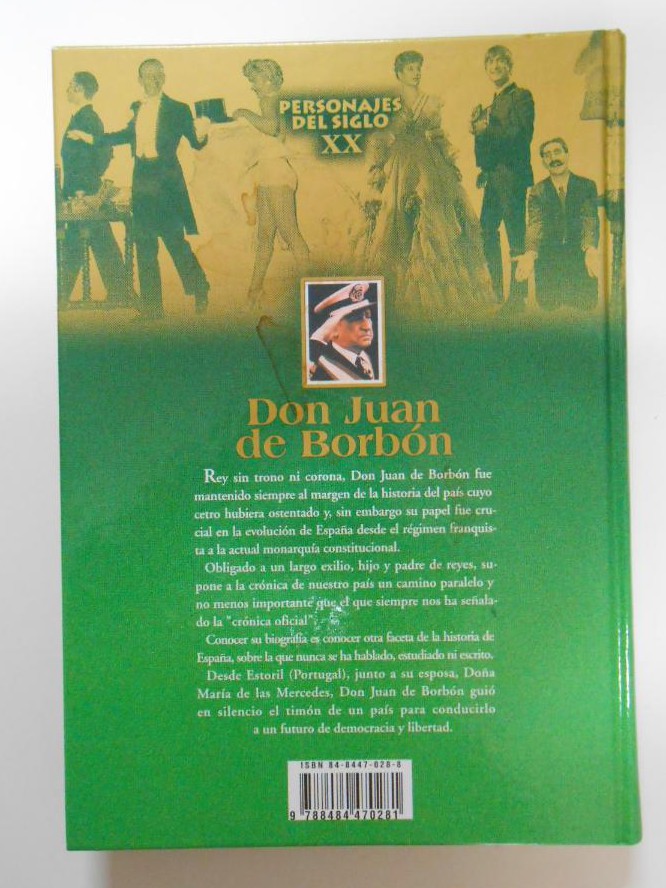 PERSONAJES
DEL SIGLO
XX
Don Juan
de Borbón
Rey sin trono ni corona, Don Juan de Borbón fue
mantenido siempre al margen de la historia del país cuyo
cetro hubiera ostentado y, sin embargo su papel fue cru-
cial en la evolución de España desde el régimen franquis-
ta a la actual monarquía constitucional.
Obligado a un largo exilio, hijo y padre de reyes, su-
pone a la crónica de nuestro país un camino paralelo y
no menos importante que el que siempre nos ha señala-
do la "crónica oficial".
Conocer su biografía es conocer otra faceta de la historia de
España, sobre la que nunca se ha hablado, estudiado ni escrito.
Desde Estoril (Portugal), junto a su esposa, Doña
María de las Mercedes, Don Juan de Borbón guió
en silencio el timón de un país para conducirlo
a un futuro de democracia y libertad.
ISBN 84-8447-028-8
9 788484 470281